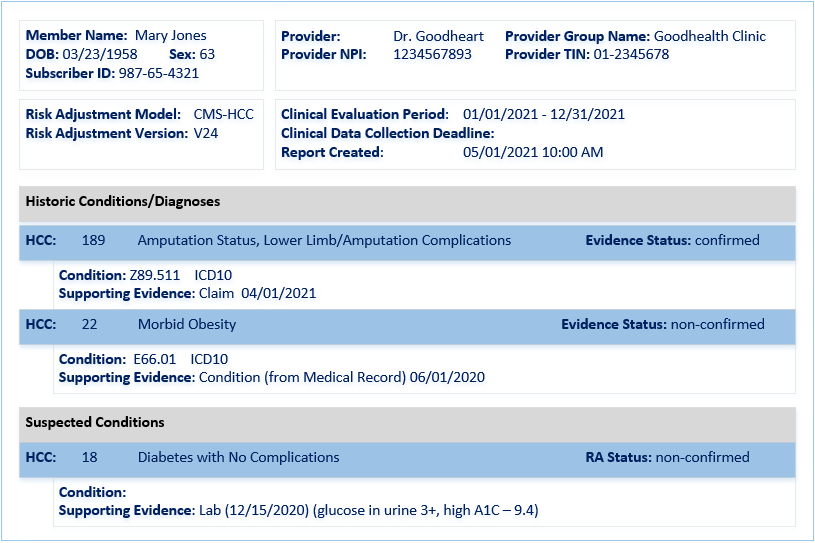 Member Name: Mary Jones
DOB: 03/23/1958 Sex: 63
Subscriber ID: 987-65-4321
Provider: Dr. Goodheart Provider Group Name: Goodhealth Clinic
Provider NPI: 1234567893 Provider TIN: 01-2345678
Risk Adjustment Model: CMS-HCC
Risk Adjustment Version: V24
Clinical Evaluation Period: 01/01/2021 - 12/31/2021
Clinical Data Collection Deadline:
Report Created: 05/01/2021 10:00 AM
Historic Conditions/Diagnoses
HCC: 189 Amputation Status, Lower Limb/Amputation Complications Evidence Status: confirmed
Condition: Z89.511 ICD10
Supporting Evidence: Claim 04/01/2021
HCC: 22 Morbid Obesity Evidence Status: non-confirmed
Condition: E66.01 ICD10
Supporting Evidence: Condition (from Medical Record) 06/01/2020
Suspected Conditions
HCC: 18 Diabetes with No Complications RA Status: non-confirmed
Condition:
Supporting Evidence: Lab (12/15/2020) (glucose in urine 3+, high A1C – 9.4)